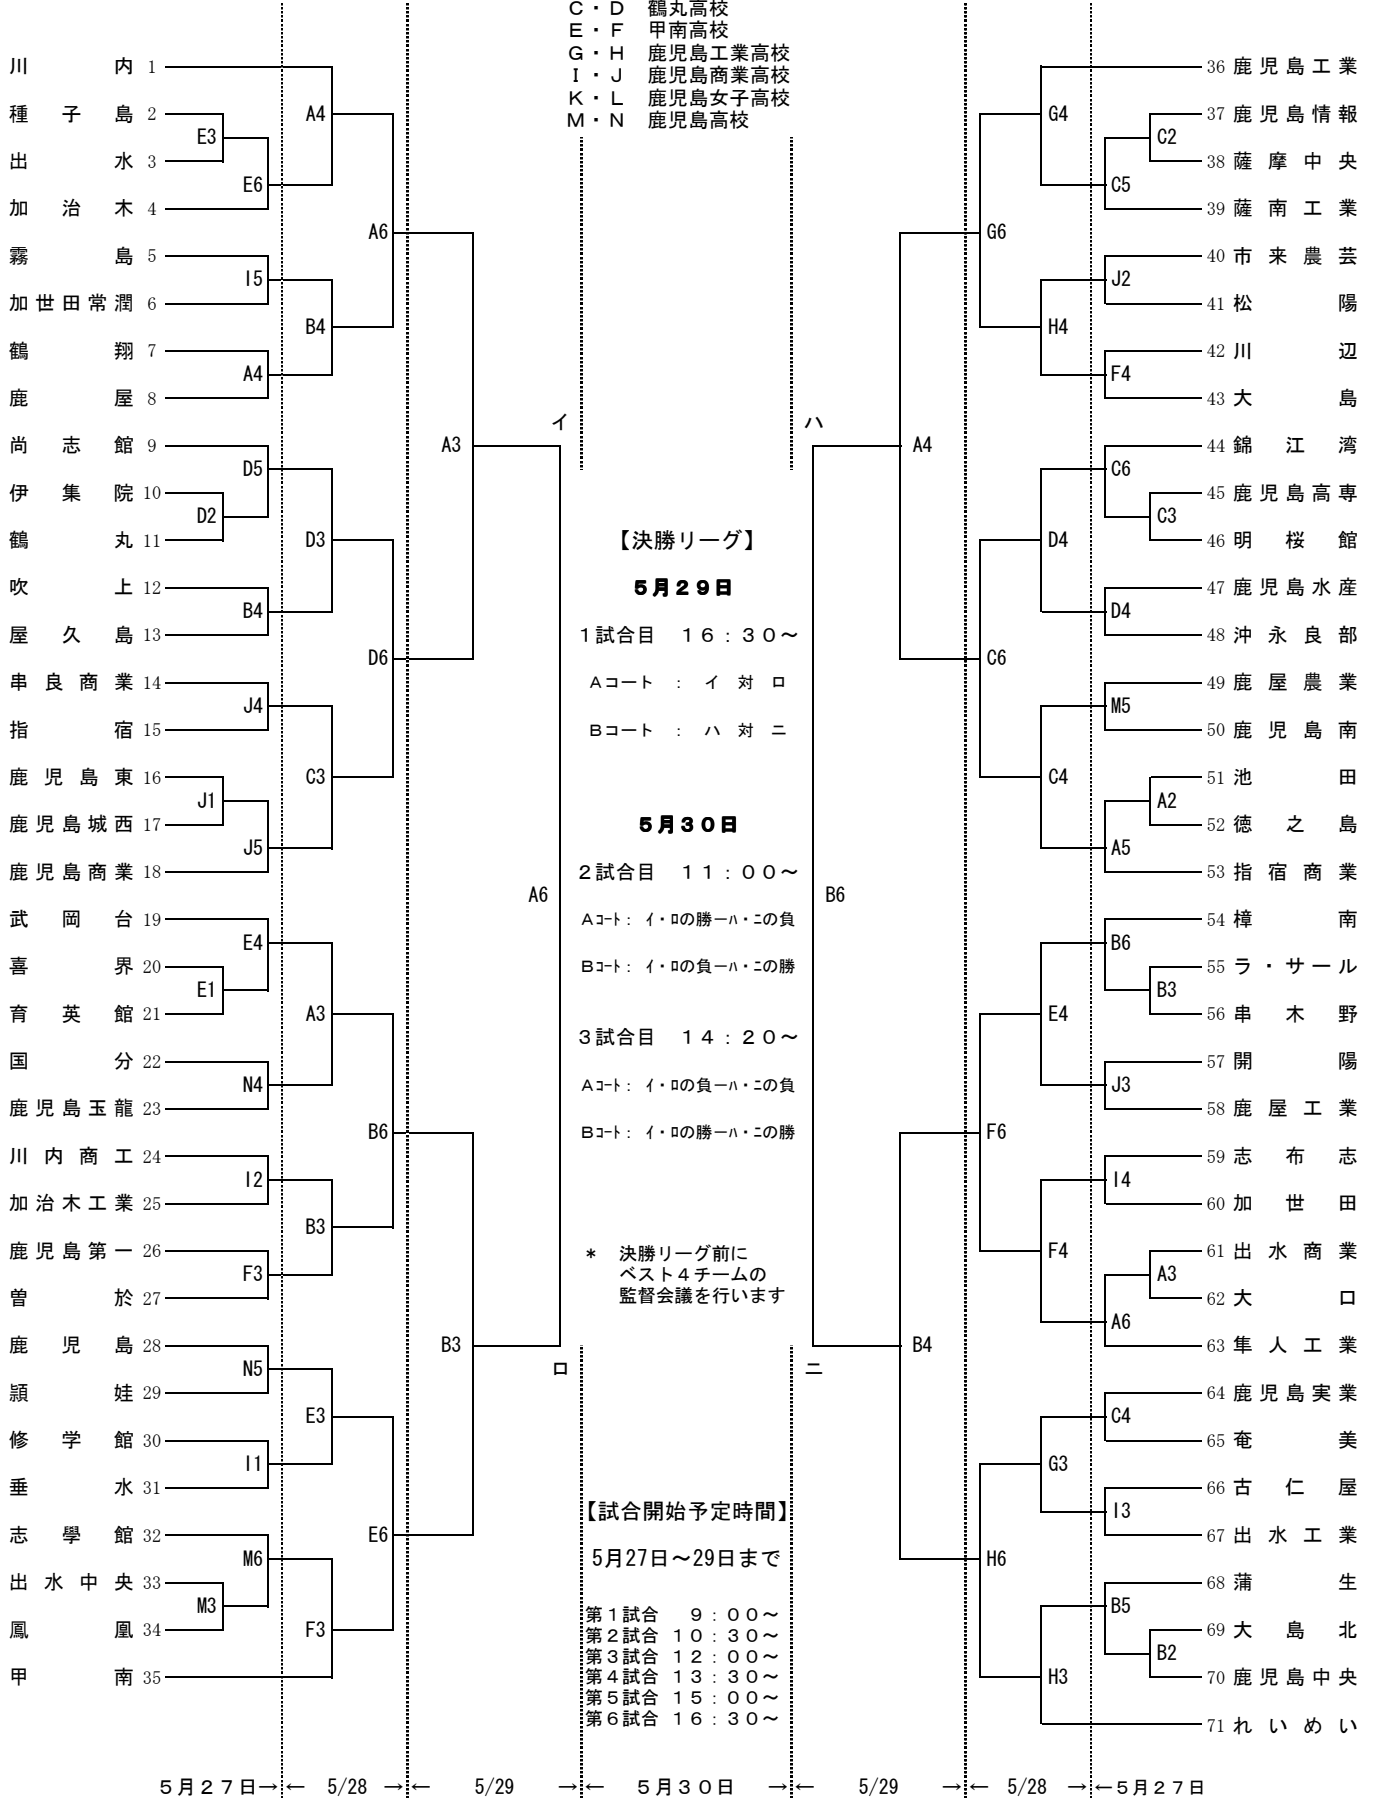 C・D 鶴丸高校
E・F 甲南高校
G・H 鹿児島工業高校
I・J 鹿児島商業高校
K・L 鹿児島女子高校
M・N 鹿児島高校
川内 1
種子島 2
出水 3
加治木 4
霧島 5
加世田常潤 6
鶴翔 7
鹿屋 8
尚志館 9
伊集院 10
鶴丸 11
吹上 12
屋久島 13
串良商業 14
指宿 15
鹿児島東 16
鹿児島城西 17
鹿児島商業 18
武岡台 19
喜界 20
育英館 21
国分 22
鹿児島玉龍 23
川内商工 24
加治木工業 25
鹿児島第一 26
曽於 27
鹿児島 28
頴娃 29
修学館 30
垂水 31
志學館 32
出水中央 33
鳳凰 34
甲南 35
E3
E6
I5
A4
D5
D2
B4
J4
J1
J5
E4
E1
N4
I2
F3
N5
I1
M6
M3
A4
B4
D3
C3
A3
B3
E3
F3
A6
D6
B6
E6
A3
B3
イ
ロ
A6
【決勝リーグ】
5月29日
1試合目 16:30~
Aコート : イ 対 ロ
Bコート : ハ 対 ニ
5月30日
2試合目 11:00~
Aコート: イ・ロの勝ーハ・ニの負
Bコート: イ・ロの負ーハ・ニの勝
3試合目 14:20~
Aコート: イ・ロの負ーハ・ニの負
Bコート: イ・ロの勝ーハ・ニの勝
* 決勝リーグ前に
ベスト4チームの
監督会議を行います
【試合開始予定時間】
5月27日~29日まで
第1試合 9:00~
第2試合 10:30~
第3試合 12:00~
第4試合 13:30~
第5試合 15:00~
第6試合 16:30~
B6
ハ
ニ
A4
B4
G6
C6
F6
H6
G4
H4
D4
C4
E4
F4
G3
H3
C2
C5
J2
F4
C6
C3
D4
M5
A2
A5
B6
B3
J3
I4
A3
A6
C4
I3
B5
B2
36 鹿児島工業
37 鹿児島情報
38 薩摩中央
39 薩南工業
40 市来農芸
41 松陽
42 川辺
43 大島
44 錦江湾
45 鹿児島高専
46 明桜館
47 鹿児島水産
48 沖永良部
49 鹿屋農業
50 鹿児島南
51 池田
52 徳之島
53 指宿商業
54 樟南
55 ラ・サール
56 串木野
57 開陽
58 鹿屋工業
59 志布志
60 加世田
61 出水商業
62 大口
63 隼人工業
64 鹿児島実業
65 奄美
66 古仁屋
67 出水工業
68 蒲生
69 大島北
70 鹿児島中央
71 れいめい
5月27日→ ← 5/28 → ← 5/29 → ← 5月30日 → ← 5/29 → ← 5/28 → ←5月27日